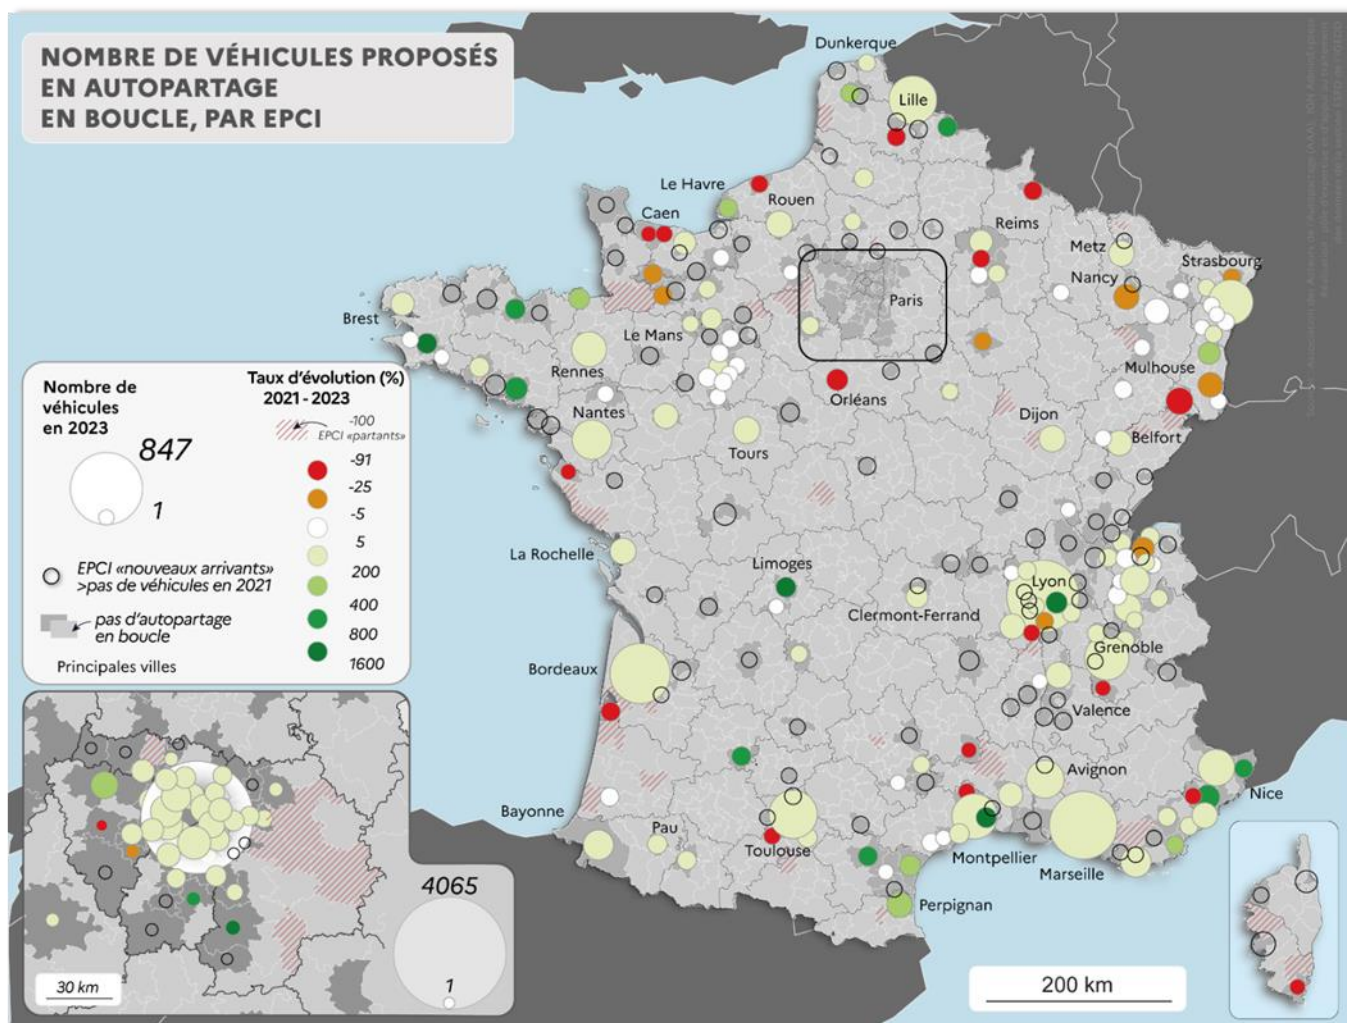 NOMBRE DE VÉHICULES PROPOSÉS
EN AUTOPARTAGE
EN BOUCLE, PAR EPCI
Dunkerque
Lille
Le Havre
Rouen
Caen
Reims
Metz
Nancy
Strasbourg
Paris
Brest
Le Mans
Rennes
Mulhouse
Orléans
Nantes
Dijon
Belfort
Tours
La Rochelle
Limoges
Lyon
Clermont-Ferrand
Grenoble
Bordeaux
Valence
Avignon
Nice
Bayonne
Pau
Toulouse
Montpellier
Marseille
Perpignan
Nombre de
véhicules
en 2023
847
1
EPCI «nouveaux arrivants»
>pas de véhicules en 2021
pas d'autopartage
en boucle
Principales villes
Taux d'évolution (%)
2021 - 2023
-100
EPCI «partants»
-91
-25
-5
5
200
400
800
1600
4065
1
30 km
200 km